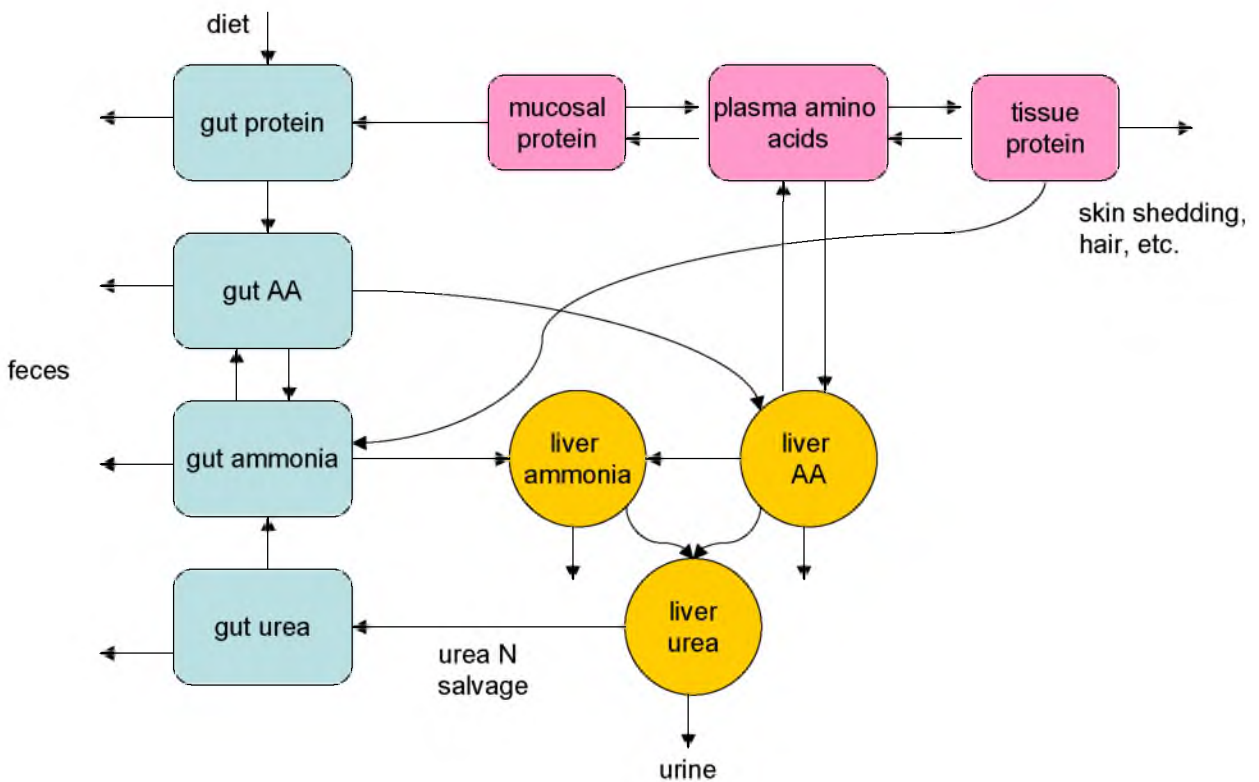 diet
gut protein
mucosal
protein
plasma amino
acids
tissue
protein
skin shedding,
hair, etc.
gut AA
feces
gut ammonia
liver
ammonia
liver
AA
gut urea
liver
urea
urea N
salvage
urine